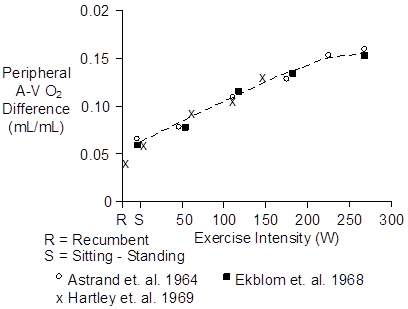 0.02
0.15
0.10
0.05
0
Peripheral
A-V O₂
Difference
(mL/mL)
R S 50 100 150 200 250 300
R = Recumbent Exercise Intensity (W)
S = Sitting - Standing
○ Astrand et. al. 1964 ■ Ekblom et. al. 1968
x Hartley et. al. 1969